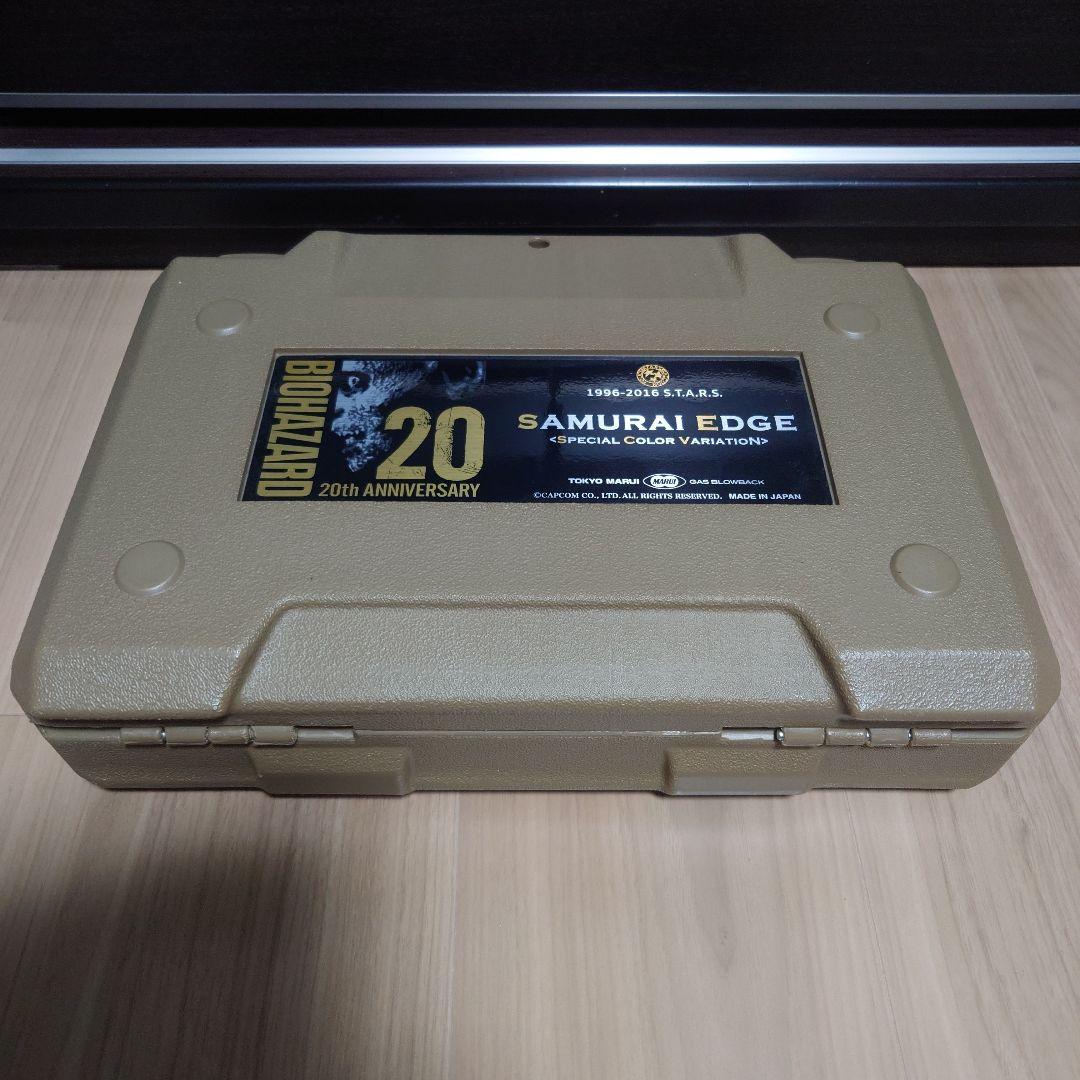 BIOHAZARD
20
20th ANNIVERSARY
1996-2016 S.T.A.R.S.
SAMURAI EDGE
<SPECIAL COLOR VARIATION>
TOKYO MARUI MARUI GAS BLOWBACK
©CAPCOM CO., LTD. ALL RIGHTS RESERVED. MADE IN JAPAN